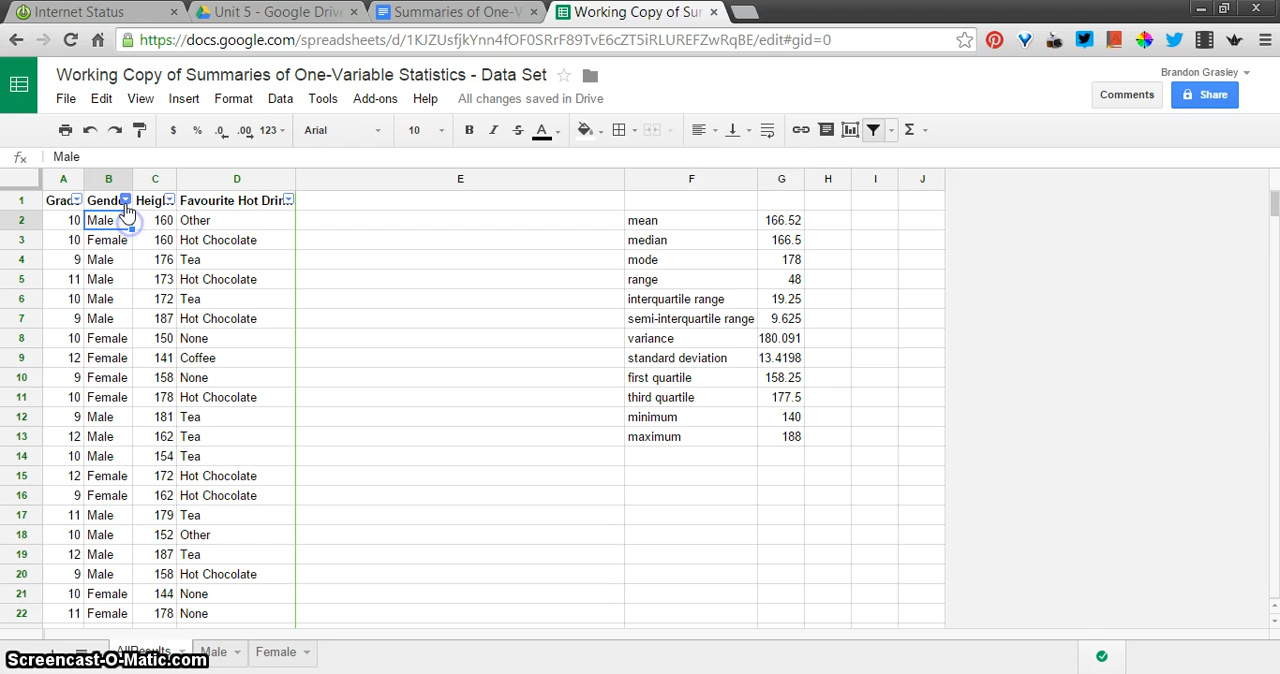 Internet Status × Unit 5 - Google Drive × Summaries of One-V × Working Copy of Sur ×
https://docs.google.com/spreadsheets/d/1KJZUsfjkYnn4fOF0SRrF89TvE6cZT5iRLUREFZwRqBE/edit#gid=0
Brandon Grasley
Working Copy of Summaries of One-Variable Statistics - Data Set
Comments Share
File Edit View Insert Format Data Tools Add-ons Help All changes saved in Drive
$ % .0 .00 123 Arial 10 B I S A Σ
fx Male
A B C D E F G H I J
1 Grad Gende Heigl Favourite Hot Drin
2 10 Male 160 Other mean 166.52
3 10 Female 160 Hot Chocolate median 166.5
4 9 Male 176 Tea mode 178
5 11 Male 173 Hot Chocolate range 48
6 10 Male 172 Tea interquartile range 19.25
7 9 Male 187 Hot Chocolate semi-interquartile range 9.625
8 10 Female 150 None variance 180.091
9 12 Female 141 Coffee standard deviation 13.4198
10 9 Female 158 None first quartile 158.25
11 10 Female 178 Hot Chocolate third quartile 177.5
12 9 Male 181 Tea minimum 140
13 12 Male 162 Tea maximum 188
14 10 Male 154 Tea
15 12 Female 172 Hot Chocolate
16 9 Female 162 Hot Chocolate
17 11 Male 179 Tea
18 10 Male 152 Other
19 12 Male 187 Tea
20 9 Male 158 Hot Chocolate
21 10 Female 144 None
22 11 Female 178 None
AllResults Male Female
Screencast-O-Matic.com